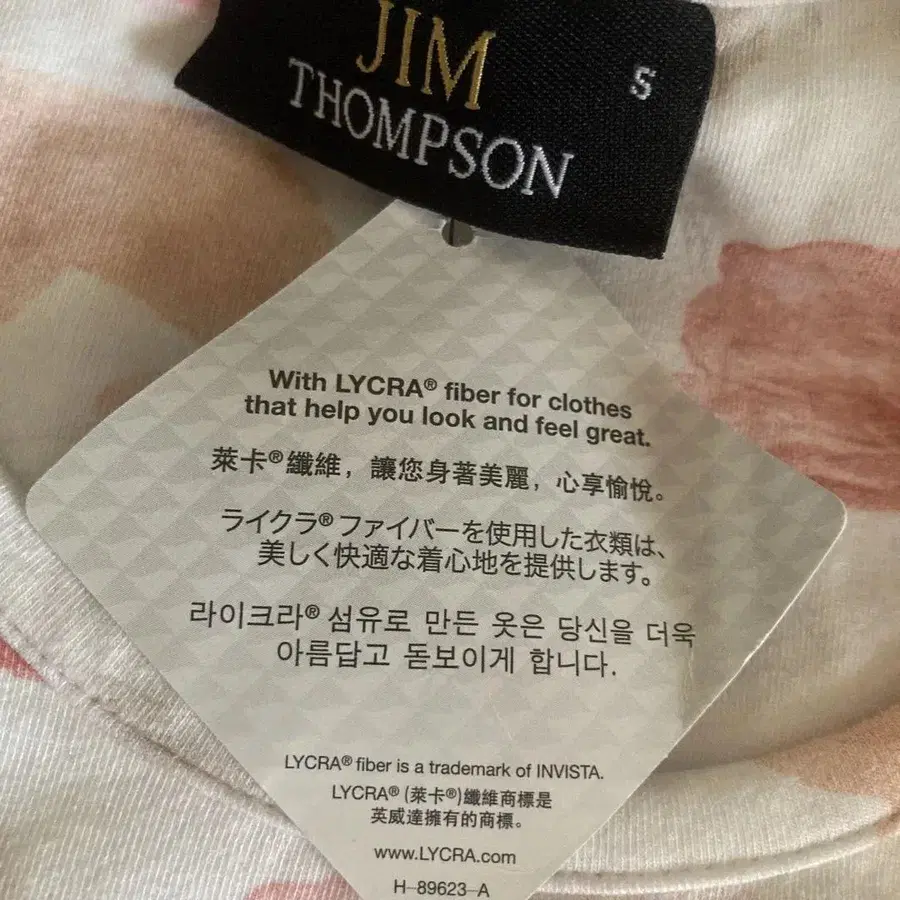 JIM
THOMPSON
S
With LYCRA® fiber for clothes
that help you look and feel great.
萊卡®纖維，讓您身著美麗，心享愉悅。
ライクラ®ファイバーを使用した衣類は、
美しく快適な着心地を提供します。
라이크라® 섬유로 만든 옷은 당신을 더욱
아름답고 돋보이게 합니다.
LYCRA® fiber is a trademark of INVISTA.
LYCRA® (萊卡®)纖維商標是
英威達擁有的商標。
www.LYCRA.com
H-89623-A